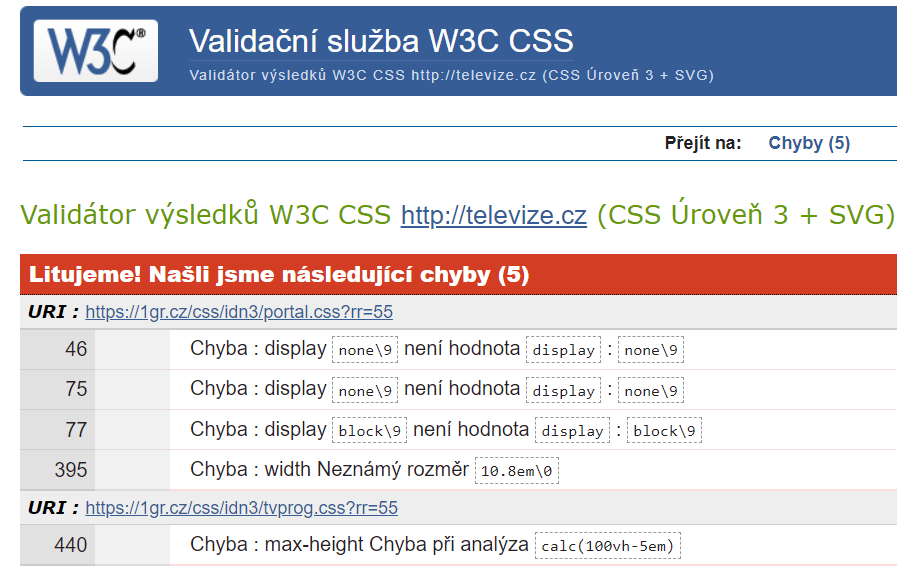 W3C®
Validační služba W3C CSS
Validátor výsledků W3C CSS http://televize.cz (CSS Úroveň 3 + SVG)
Přejít na: Chyby (5)
Validátor výsledků W3C CSS http://televize.cz (CSS Úroveň 3 + SVG)
Litujeme! Našli jsme následující chyby (5)
URI : https://1gr.cz/css/idn3/portal.css?rr=55
46 Chyba : display none\9 není hodnota display : none\9
75 Chyba : display none\9 není hodnota display : none\9
77 Chyba : display block\9 není hodnota display : block\9
395 Chyba : width Neznámý rozměr 10.8em\0
URI : https://1gr.cz/css/idn3/tvprog.css?rr=55
440 Chyba : max-height Chyba při analýza calc(100vh-5em)